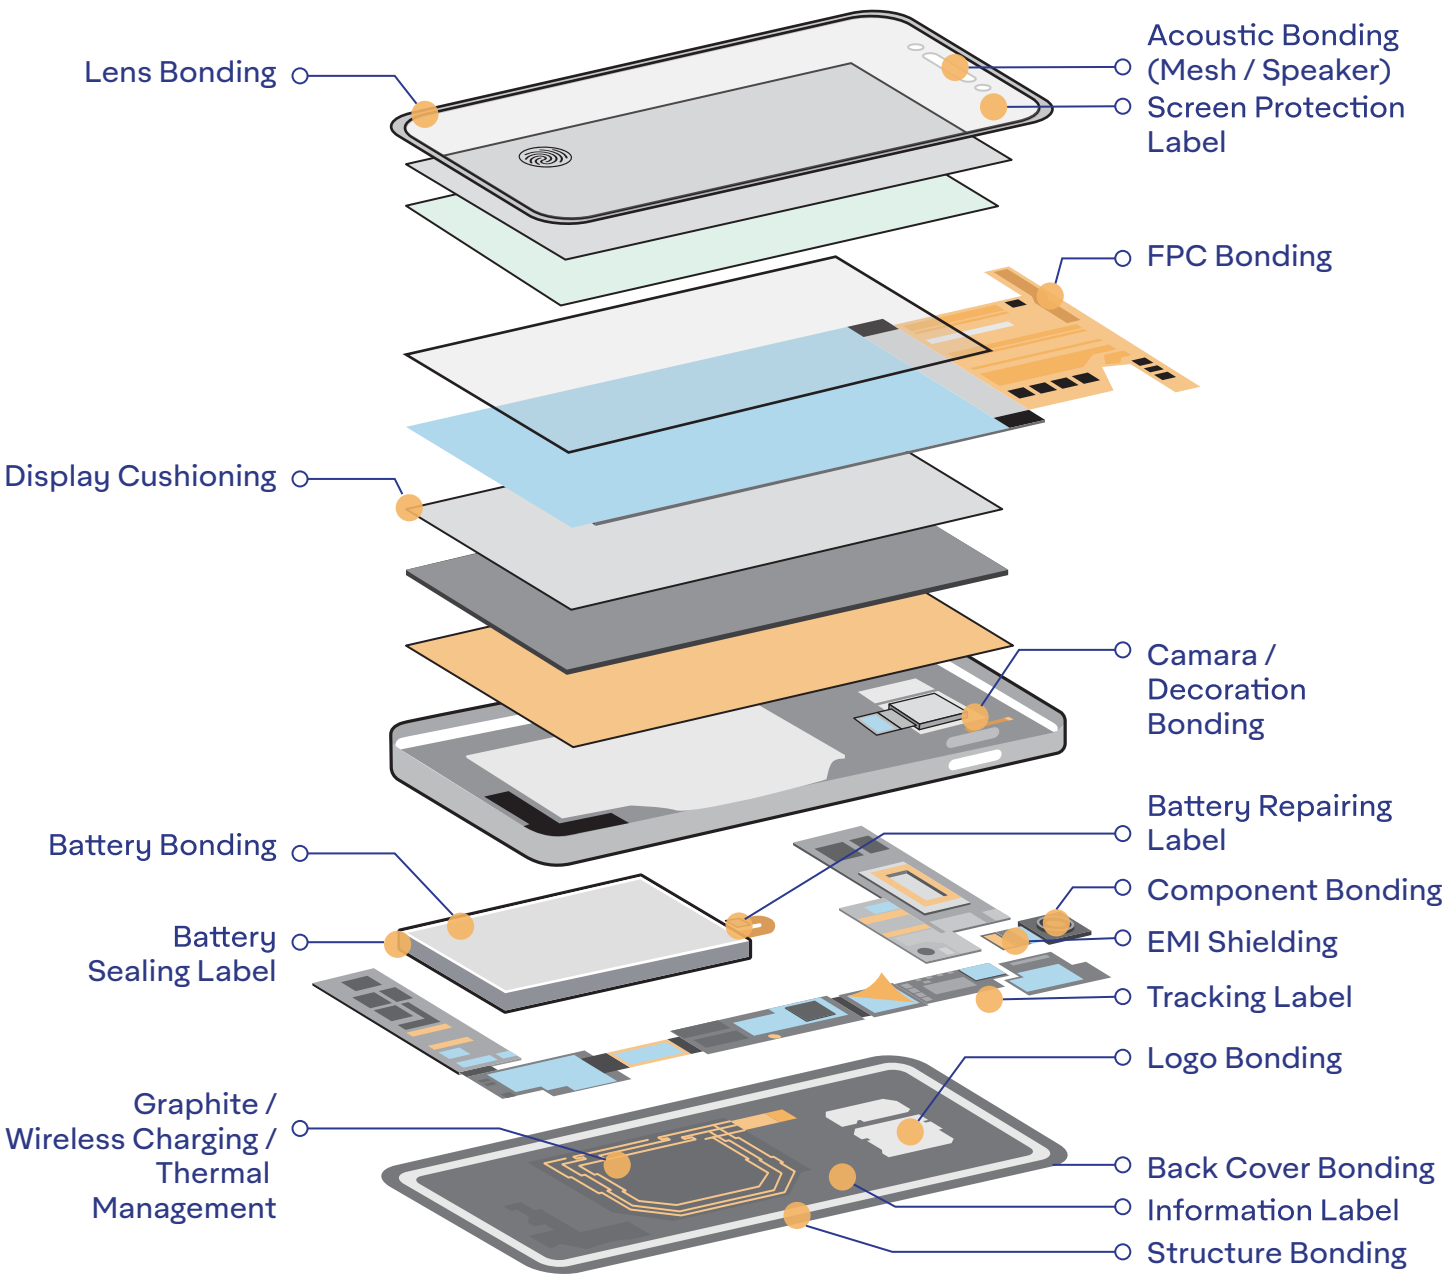 Lens Bonding
Acoustic Bonding
(Mesh / Speaker)
Screen Protection
Label
FPC Bonding
Display Cushioning
Camara /
Decoration
Bonding
Battery Repairing
Label
Battery Bonding
Component Bonding
Battery
Sealing Label
EMI Shielding
Tracking Label
Logo Bonding
Graphite /
Wireless Charging /
Thermal
Management
Back Cover Bonding
Information Label
Structure Bonding